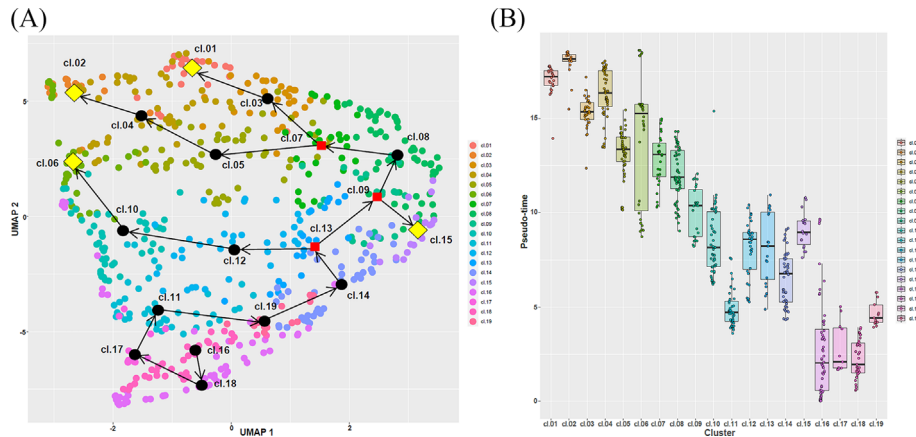 (A)
(B)
cl.01
cl.02
cl.03
cl.04
cl.07
cl.08
cl.05
cl.06
cl.09
cl.10
cl.13
cl.15
cl.12
cl.14
cl.11
cl.19
cl.17
cl.16
cl.18
5
0
-5
UMAP 2
-2 0 2
UMAP 1
cl.01
cl.02
cl.03
cl.04
cl.05
cl.06
cl.07
cl.08
cl.09
cl.10
cl.11
cl.12
cl.13
cl.14
cl.15
cl.16
cl.17
cl.18
cl.19
15
10
5
0
Pseudo-time
cl.01 cl.02 cl.03 cl.04 cl.05 cl.06 cl.07 cl.08 cl.09 cl.10 cl.11 cl.12 cl.13 cl.14 cl.15 cl.16 cl.17 cl.18 cl.19
Cluster